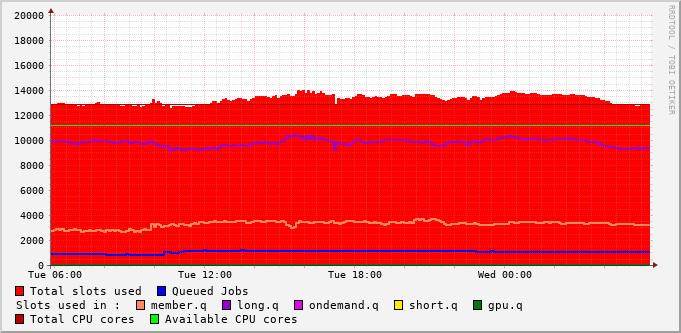 20000
18000
16000
14000
12000
10000
8000
6000
4000
2000
0
Tue 06:00 Tue 12:00 Tue 18:00 Wed 00:00
Total slots used Queued Jobs
Slots used in : member.q long.q ondemand.q short.q gpu.q
Total CPU cores Available CPU cores
RRDTOOL / TOBI OETIKER